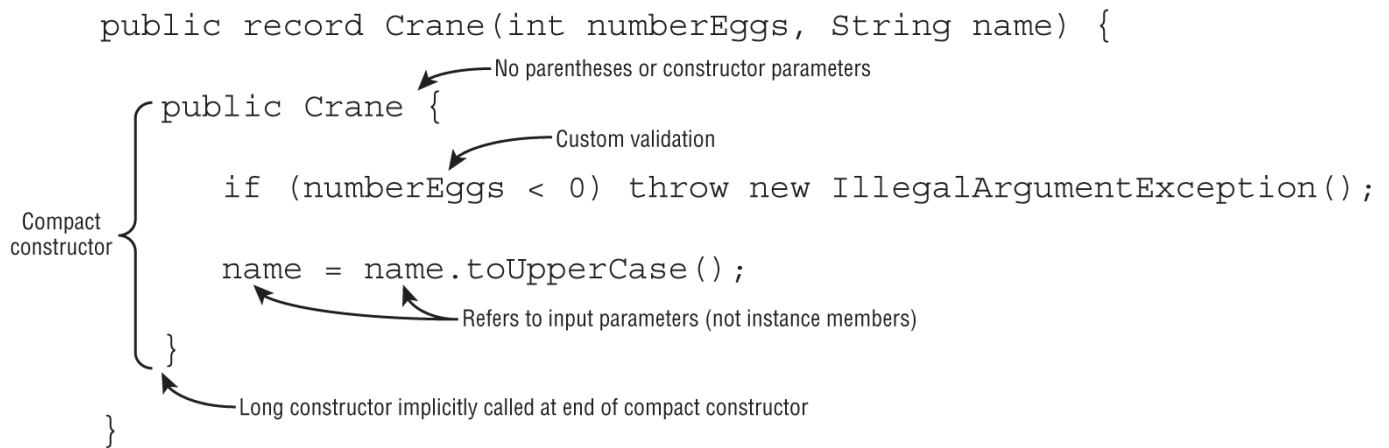 public record Crane(int numberEggs, String name) {
No parentheses or constructor parameters
public Crane {
Custom validation
if (numberEggs < 0) throw new IllegalArgumentException();
Compact
constructor
name = name.toUpperCase();
Refers to input parameters (not instance members)
}
Long constructor implicitly called at end of compact constructor
}